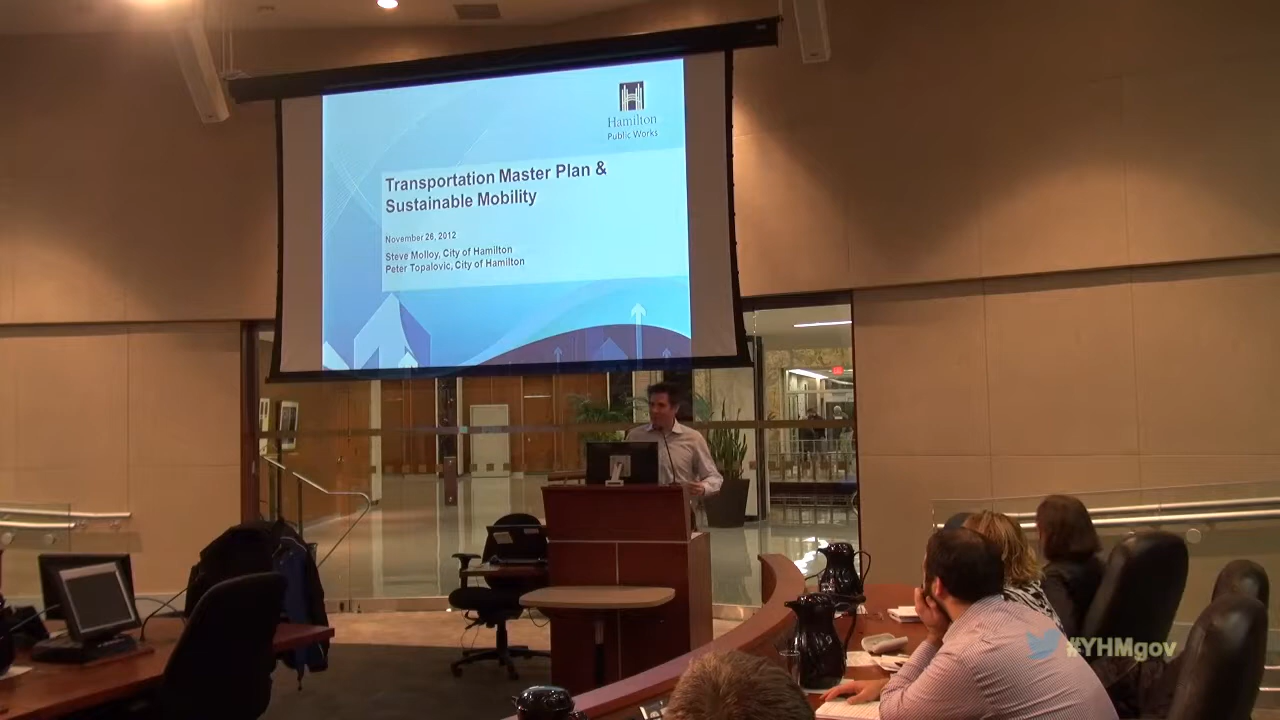 Hamilton
Public Works
Transportation Master Plan &
Sustainable Mobility
November 26, 2012
Steve Molloy, City of Hamilton
Peter Topalovic, City of Hamilton
#YHMgov